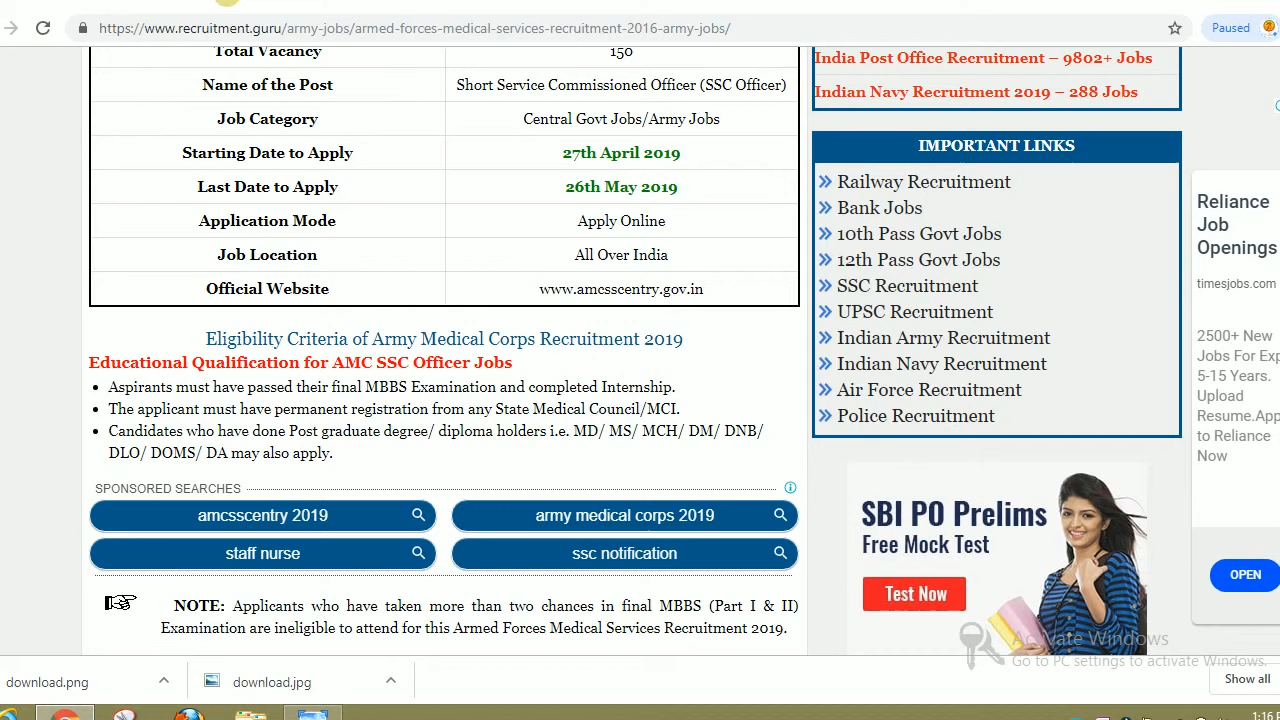 https://www.recruitment.guru/army-jobs/armed-forces-medical-services-recruitment-2016-army-jobs/
Paused
Total Vacancy 150
Name of the Post Short Service Commissioned Officer (SSC Officer)
Job Category Central Govt Jobs/Army Jobs
Starting Date to Apply 27th April 2019
Last Date to Apply 26th May 2019
Application Mode Apply Online
Job Location All Over India
Official Website www.amcsscentry.gov.in
Eligibility Criteria of Army Medical Corps Recruitment 2019
Educational Qualification for AMC SSC Officer Jobs
• Aspirants must have passed their final MBBS Examination and completed Internship.
• The applicant must have permanent registration from any State Medical Council/MCI.
• Candidates who have done Post graduate degree/ diploma holders i.e. MD/ MS/ MCH/ DM/ DNB/
DLO/ DOMS/ DA may also apply.
SPONSORED SEARCHES
amcsscentry 2019
army medical corps 2019
staff nurse
ssc notification
NOTE: Applicants who have taken more than two chances in final MBBS (Part I & II)
Examination are ineligible to attend for this Armed Forces Medical Services Recruitment 2019.
India Post Office Recruitment – 9802+ Jobs
Indian Navy Recruitment 2019 – 288 Jobs
IMPORTANT LINKS
Railway Recruitment
Bank Jobs
10th Pass Govt Jobs
12th Pass Govt Jobs
SSC Recruitment
UPSC Recruitment
Indian Army Recruitment
Indian Navy Recruitment
Air Force Recruitment
Police Recruitment
SBI PO Prelims
Free Mock Test
Test Now
Reliance
Job
Openings
timesjobs.com
2500+ New
Jobs For Exp
5-15 Years.
Upload
Resume.App
to Reliance
Now
OPEN
Activate Windows
Go to PC settings to activate Windows.
download.png
download.jpg
Show all
1:16